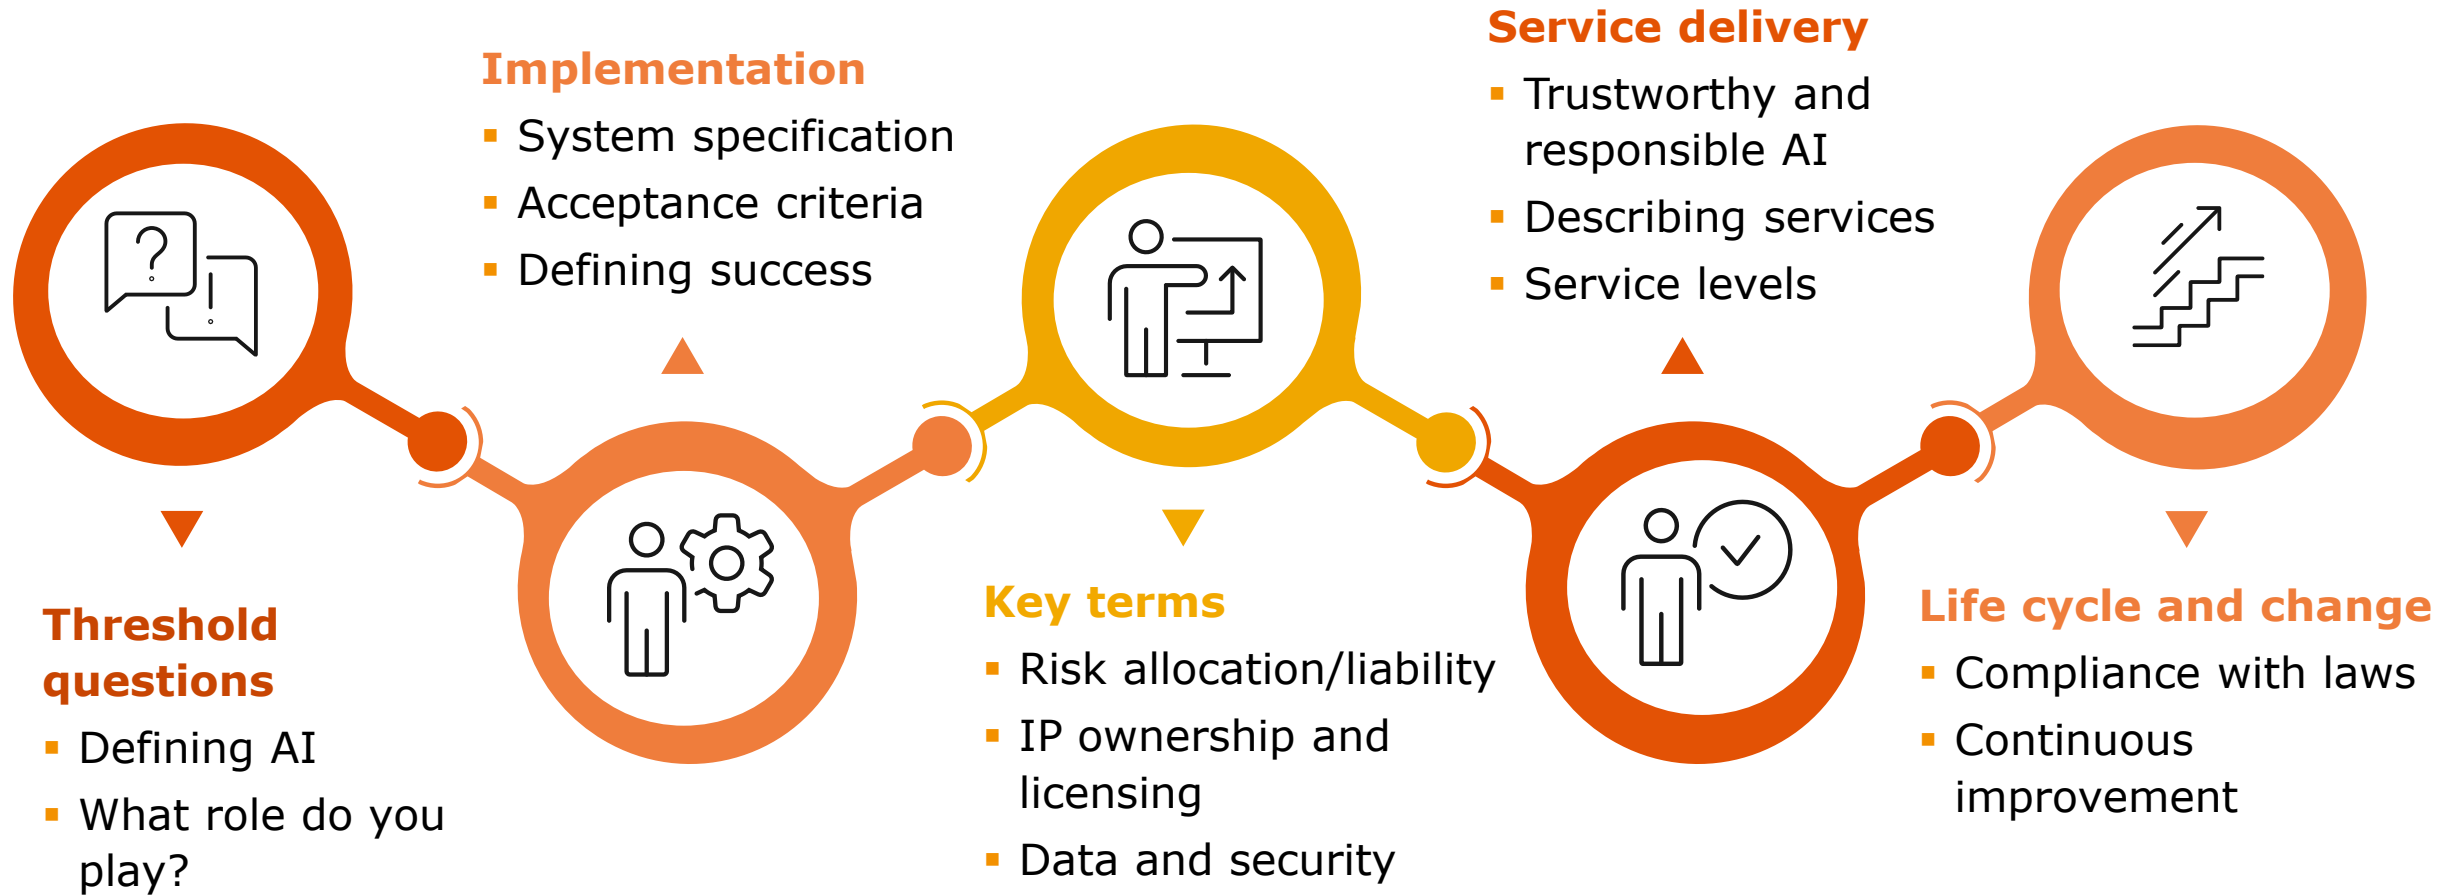 Threshold
questions
▪ Defining AI
▪ What role do you
play?
Implementation
▪ System specification
▪ Acceptance criteria
▪ Defining success
Key terms
▪ Risk allocation/liability
▪ IP ownership and
licensing
▪ Data and security
Service delivery
▪ Trustworthy and
responsible AI
▪ Describing services
▪ Service levels
Life cycle and change
▪ Compliance with laws
▪ Continuous
improvement